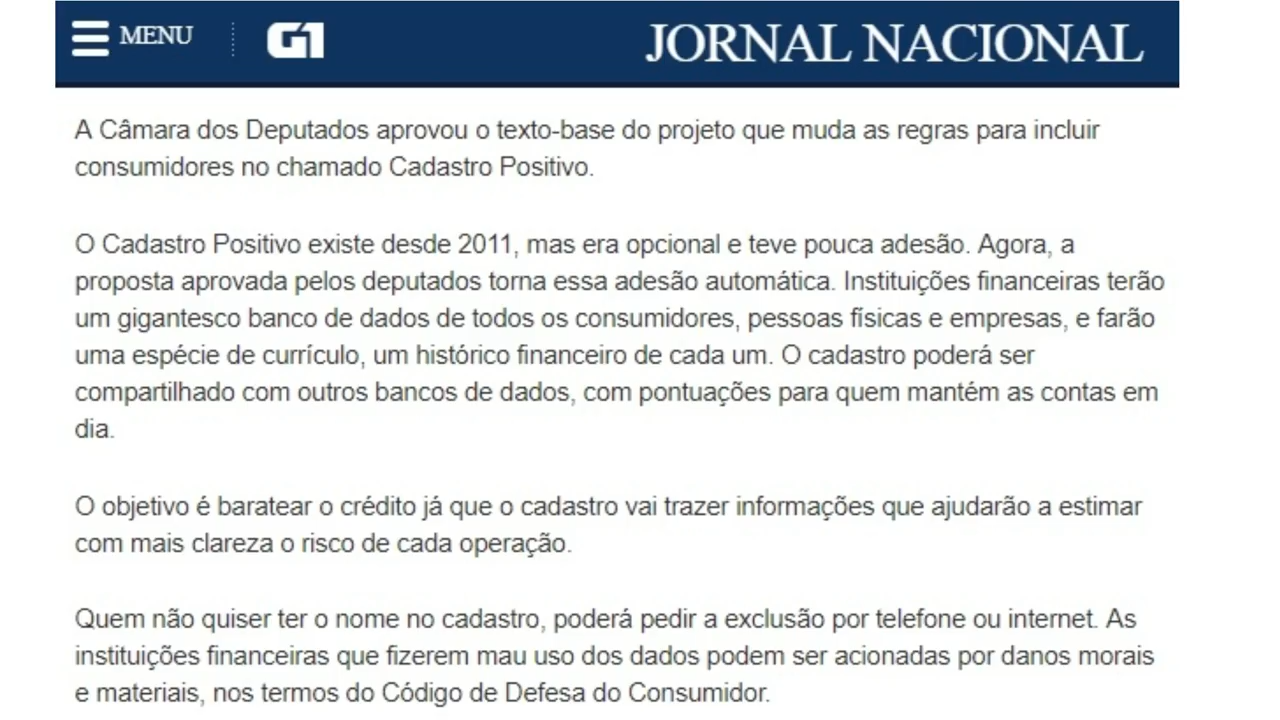 MENU G1 JORNAL NACIONAL
A Câmara dos Deputados aprovou o texto-base do projeto que muda as regras para incluir
consumidores no chamado Cadastro Positivo.
O Cadastro Positivo existe desde 2011, mas era opcional e teve pouca adesão. Agora, a
proposta aprovada pelos deputados torna essa adesão automática. Instituições financeiras terão
um gigantesco banco de dados de todos os consumidores, pessoas físicas e empresas, e farão
uma espécie de currículo, um histórico financeiro de cada um. O cadastro poderá ser
compartilhado com outros bancos de dados, com pontuações para quem mantém as contas em
dia.
O objetivo é baratear o crédito já que o cadastro vai trazer informações que ajudarão a estimar
com mais clareza o risco de cada operação.
Quem não quiser ter o nome no cadastro, poderá pedir a exclusão por telefone ou internet. As
instituições financeiras que fizerem mau uso dos dados podem ser acionadas por danos morais
e materiais, nos termos do Código de Defesa do Consumidor.